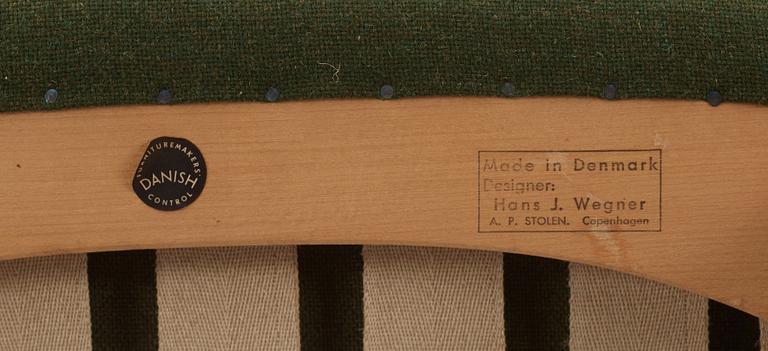 FURNITUREMAKERS'
DANISH
CONTROL
Made in Denmark
Designer:
Hans J. Wegner
A. P. STOLEN. Copenhagen